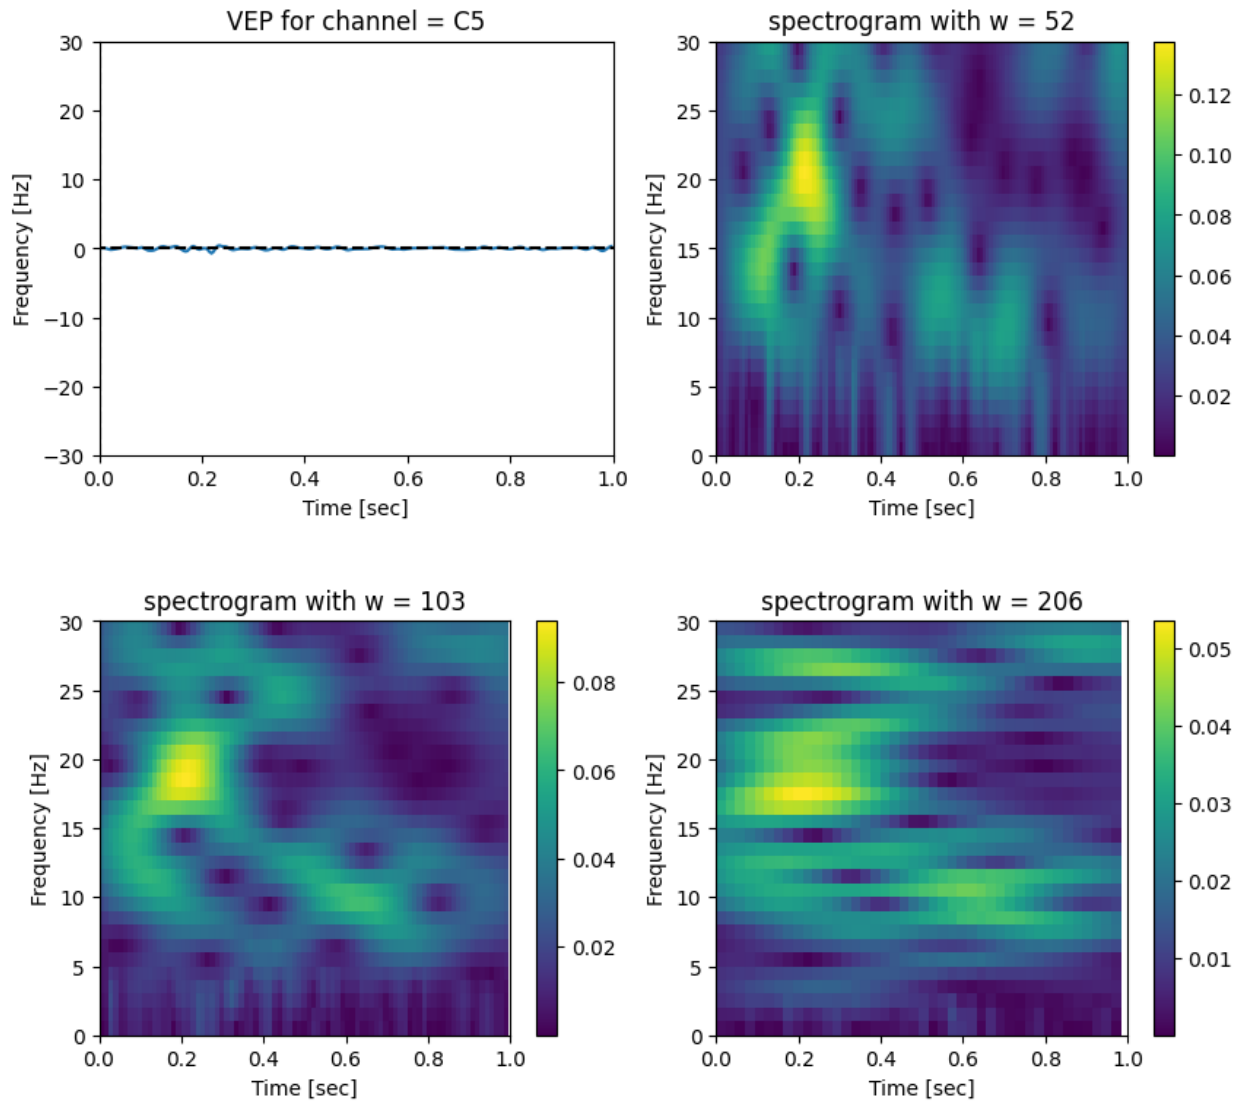 VEP for channel = C5
30
20
10
0
−10
−20
−30
Frequency [Hz]
0.0 0.2 0.4 0.6 0.8 1.0
Time [sec]
spectrogram with w = 52
30
25
20
15
10
5
0
Frequency [Hz]
0.0 0.2 0.4 0.6 0.8 1.0
Time [sec]
0.12
0.10
0.08
0.06
0.04
0.02
spectrogram with w = 103
30
25
20
15
10
5
0
Frequency [Hz]
0.0 0.2 0.4 0.6 0.8 1.0
Time [sec]
0.08
0.06
0.04
0.02
spectrogram with w = 206
30
25
20
15
10
5
0
Frequency [Hz]
0.0 0.2 0.4 0.6 0.8 1.0
Time [sec]
0.05
0.04
0.03
0.02
0.01